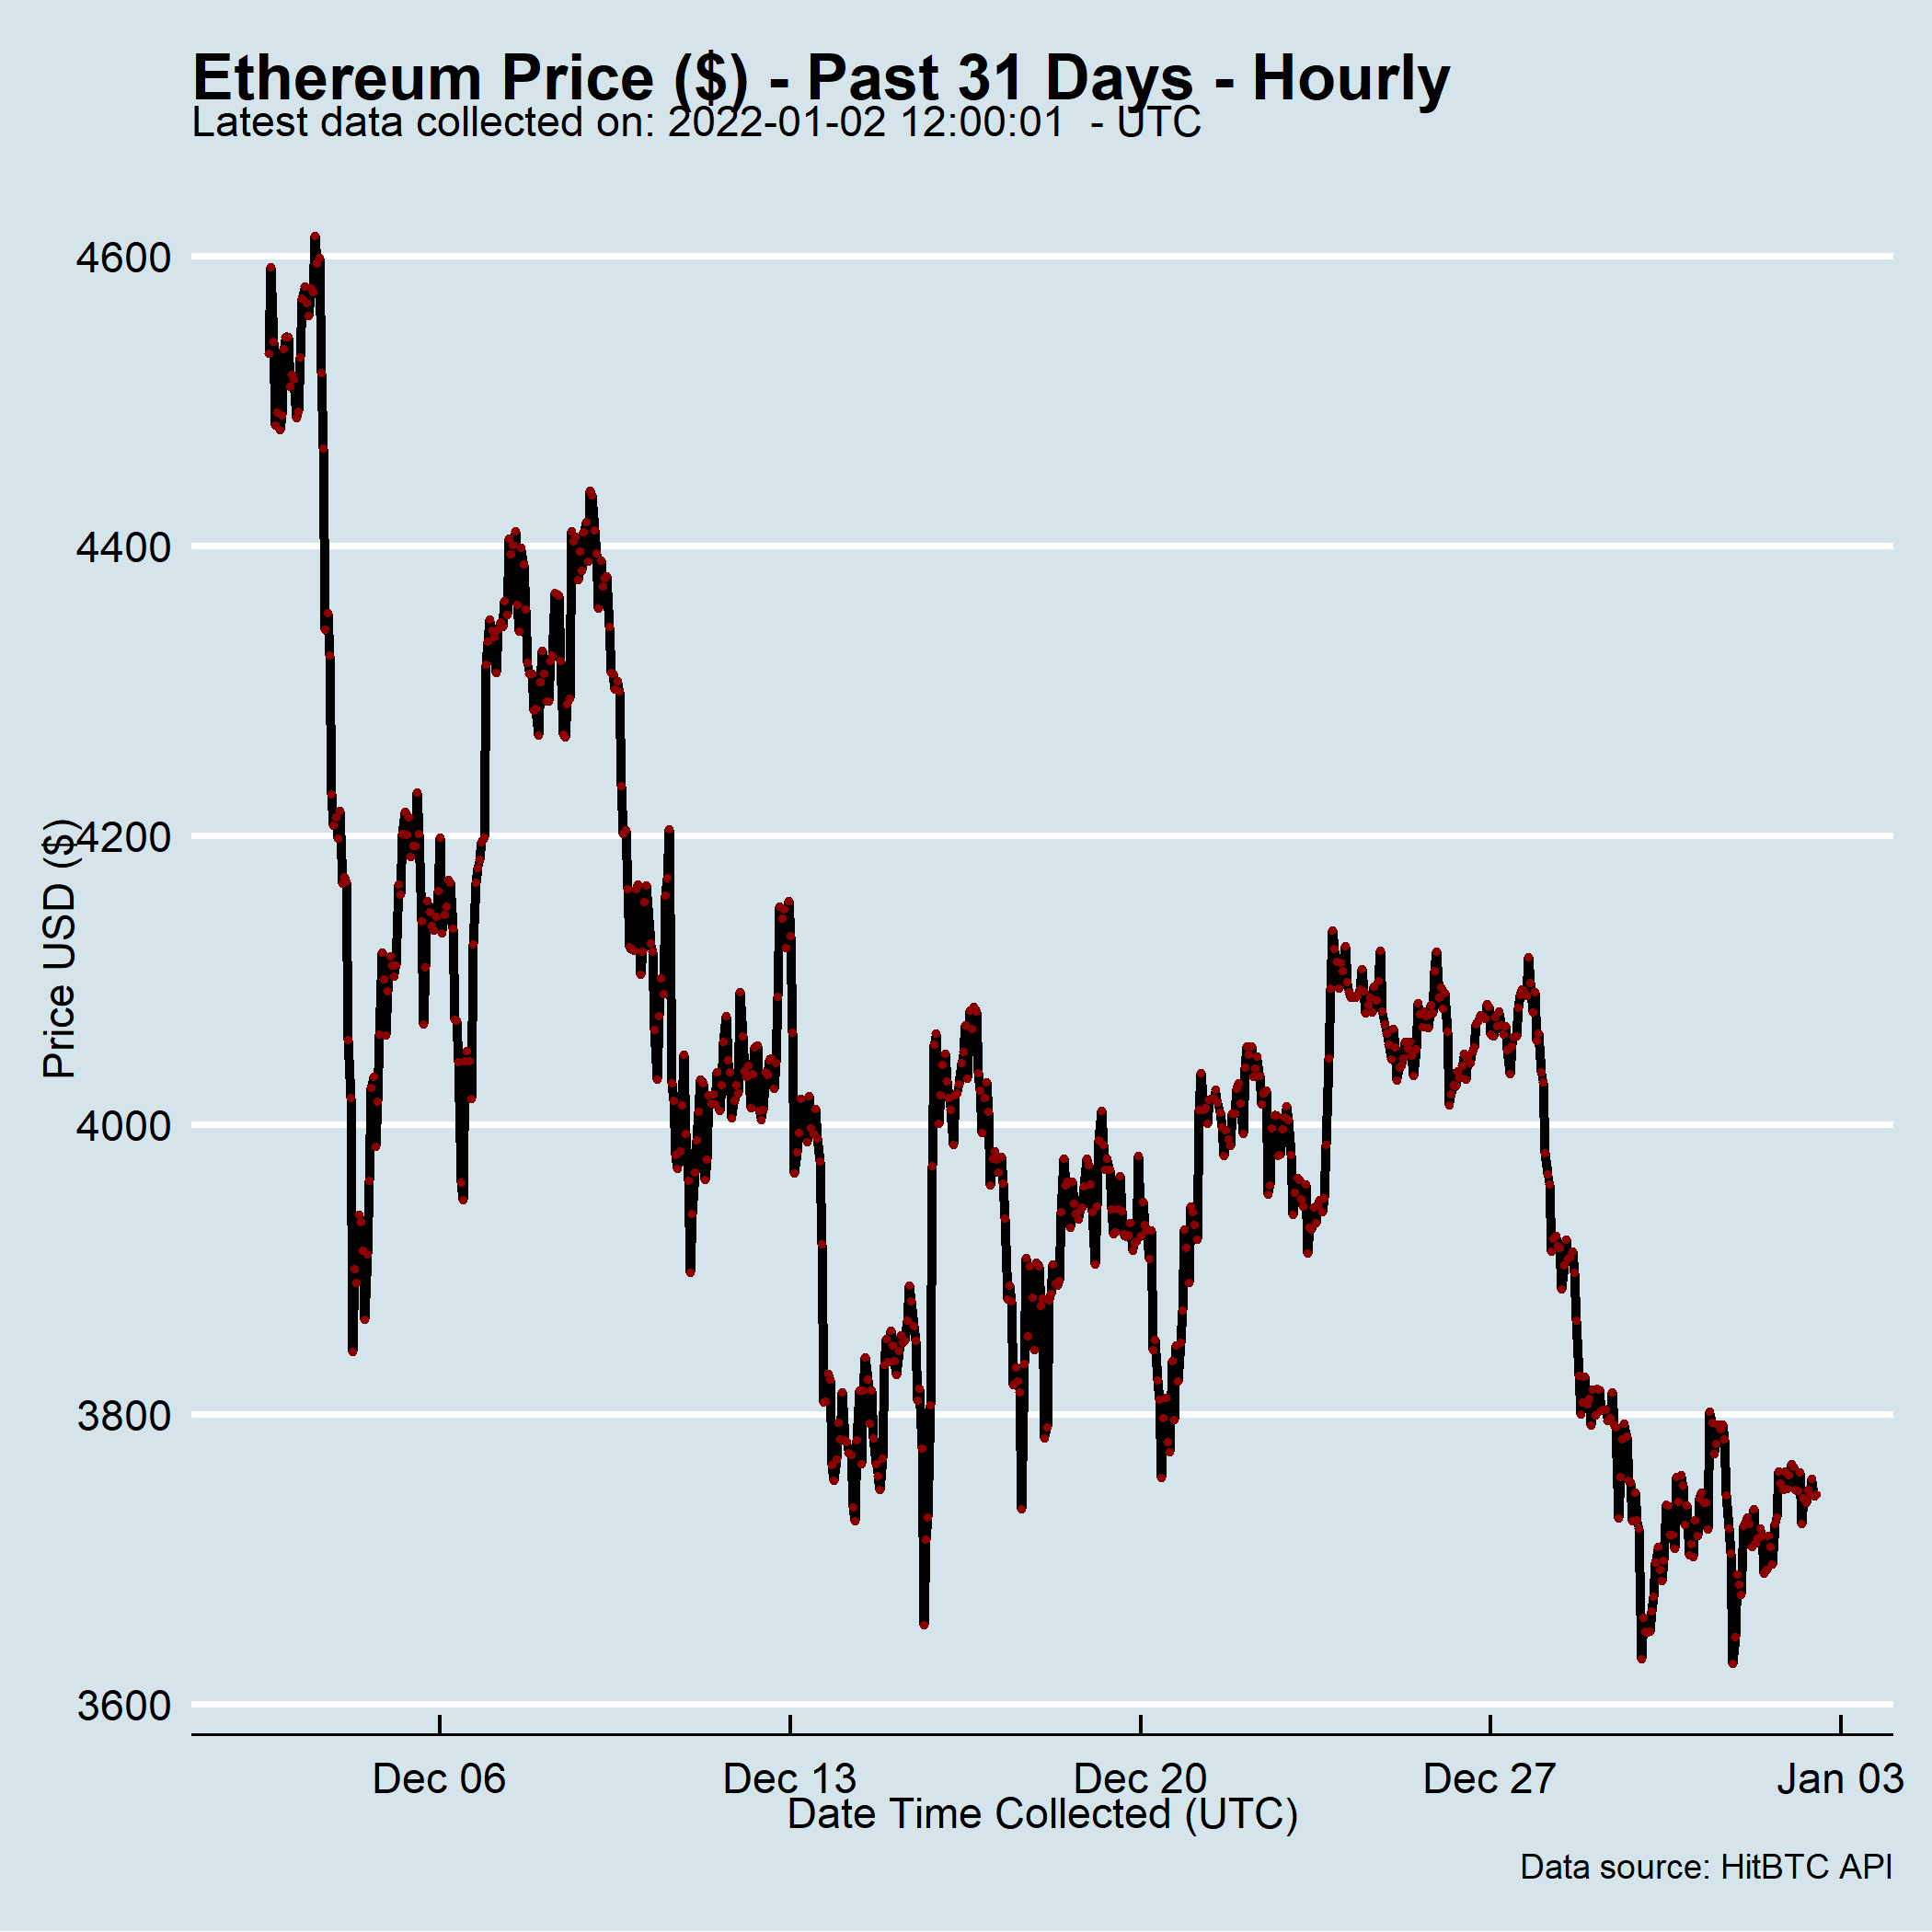 Ethereum Price ($) - Past 31 Days - Hourly
Latest data collected on: 2022-01-02 12:00:01  - UTC
4600
4400
4200
4000
3800
3600
Price USD ($)
Dec 06
Dec 13
Dec 20
Dec 27
Jan 03
Date Time Collected (UTC)
Data source: HitBTC API